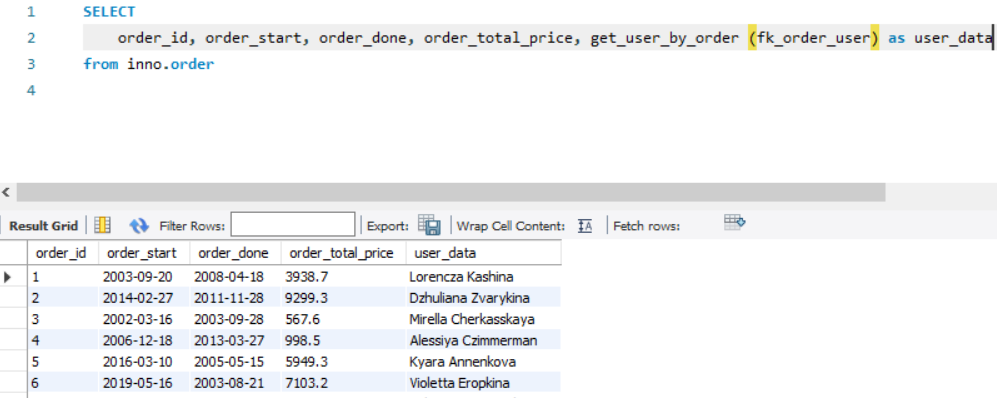 1 SELECT
2 order_id, order_start, order_done, order_total_price, get_user_by_order (fk_order_user) as user_data
3 from inno.order
4
Result Grid Filter Rows: Export: Wrap Cell Content: Fetch rows:
order_id order_start order_done order_total_price user_data
1 2003-09-20 2008-04-18 3938.7 Lorencza Kashina
2 2014-02-27 2011-11-28 9299.3 Dzhuliana Zvarykina
3 2002-03-16 2003-09-28 567.6 Mirella Cherkasskaya
4 2006-12-18 2013-03-27 998.5 Alessiya Czimmerman
5 2016-03-10 2005-05-15 5949.3 Kyara Annenkova
6 2019-05-16 2003-08-21 7103.2 Violetta Eropkina